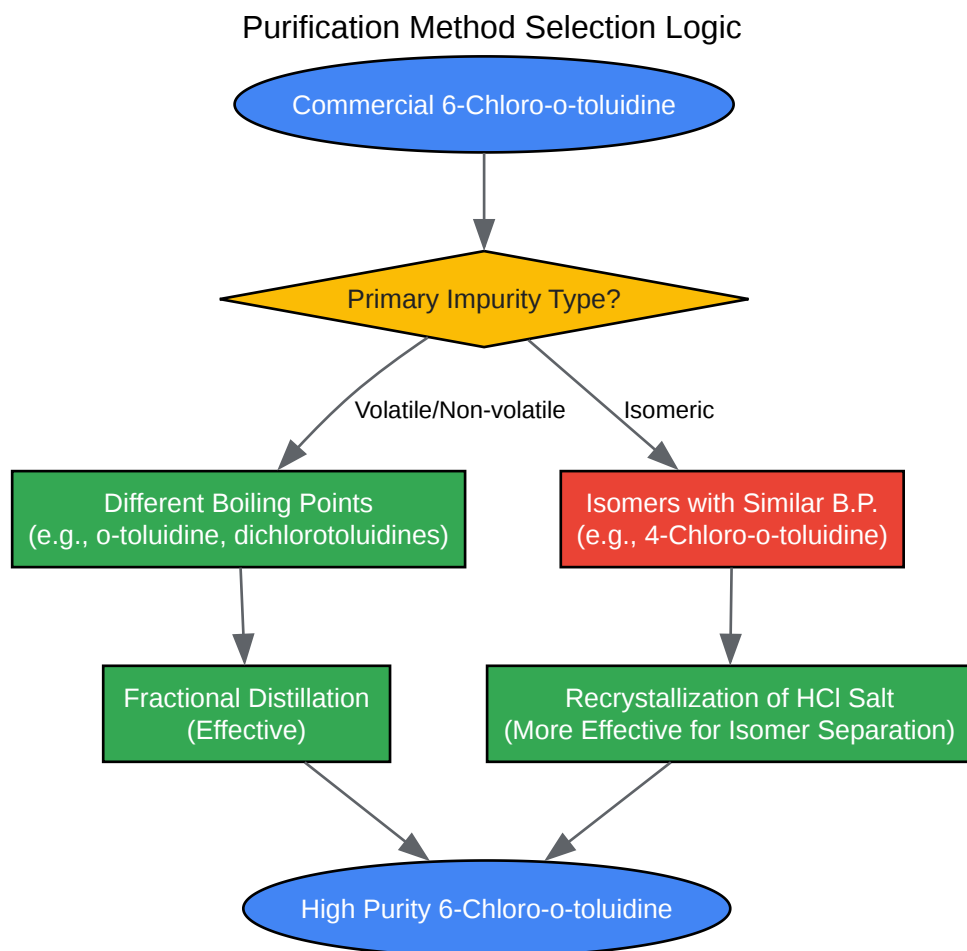 Purification Method Selection Logic
Commercial 6-Chloro-o-toluidine
Primary Impurity Type?
Volatile/Non-volatile
Isomeric
Different Boiling Points
(e.g., o-toluidine, dichlorotoluidines)
Isomers with Similar B.P.
(e.g., 4-Chloro-o-toluidine)
Fractional Distillation
(Effective)
Recrystallization of HCl Salt
(More Effective for Isomer Separation)
High Purity 6-Chloro-o-toluidine